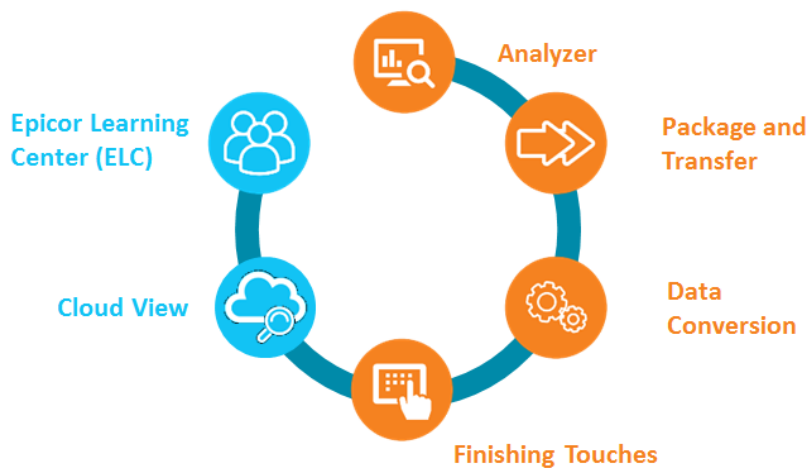 Analyzer
Epicor Learning
Center (ELC)
Package and
Transfer
Cloud View
Data
Conversion
Finishing Touches